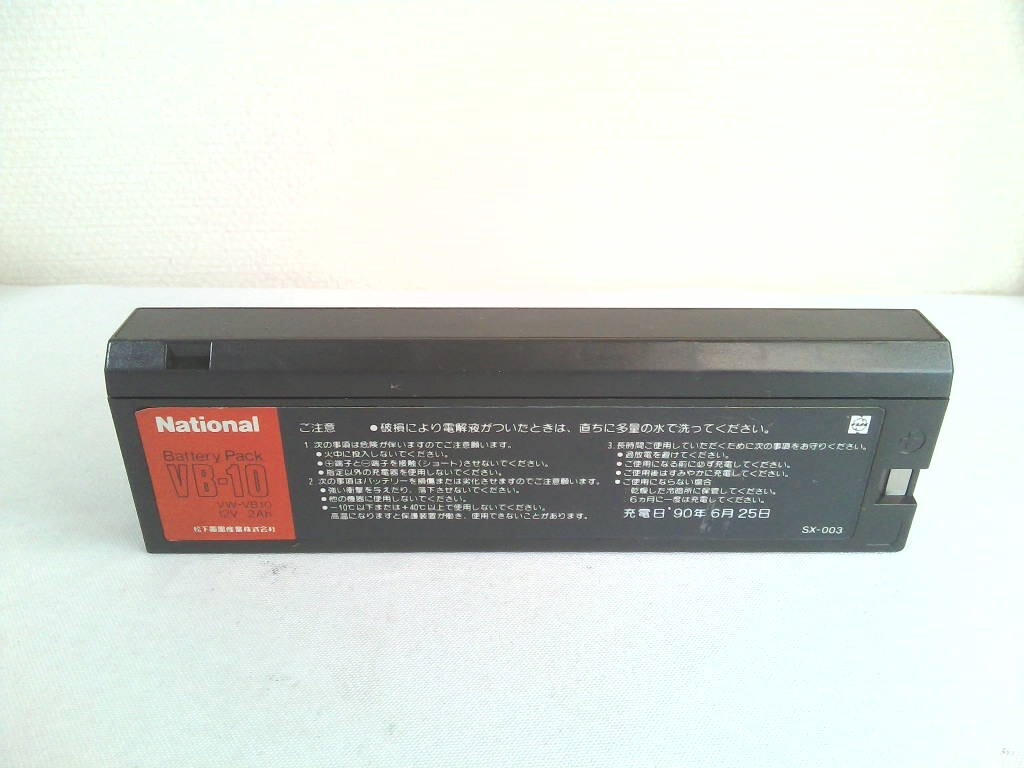 National
Battery Pack
VB-10
VW-VB10
12V 2Ah
松下電器産業株式会社
ご注意 ●破損により電解液がついたときは、直ちに多量の水で洗ってください。
1.次の事項は危険が伴いますのでご注意願います。
●火中に投入しないでください。
●⊕端子と⊖端子を接触(ショート)させないでください。
●指定以外の充電器を使用しないでください。
2.次の事項はバッテリーを損傷または劣化させますのでご注意願います。
●強い衝撃を与えたり、落下させないでください。
●他の機器に使用しないでください。
●-10℃以下または+40℃以上で使用しないでください。
高温になりますと保護装置が働き、使用できないことがあります。
3.長時間ご使用していただくために次の事項をお守りください。
●過放電を避けてください。
●ご使用になる前に必ず充電してください。
●ご使用後はすみやかに充電してください。
●ご使用にならない場合
:乾燥した冷暗所に保管してください。
:6ヵ月に一度は充電してください。
充電日'90年6月25日
SX-003